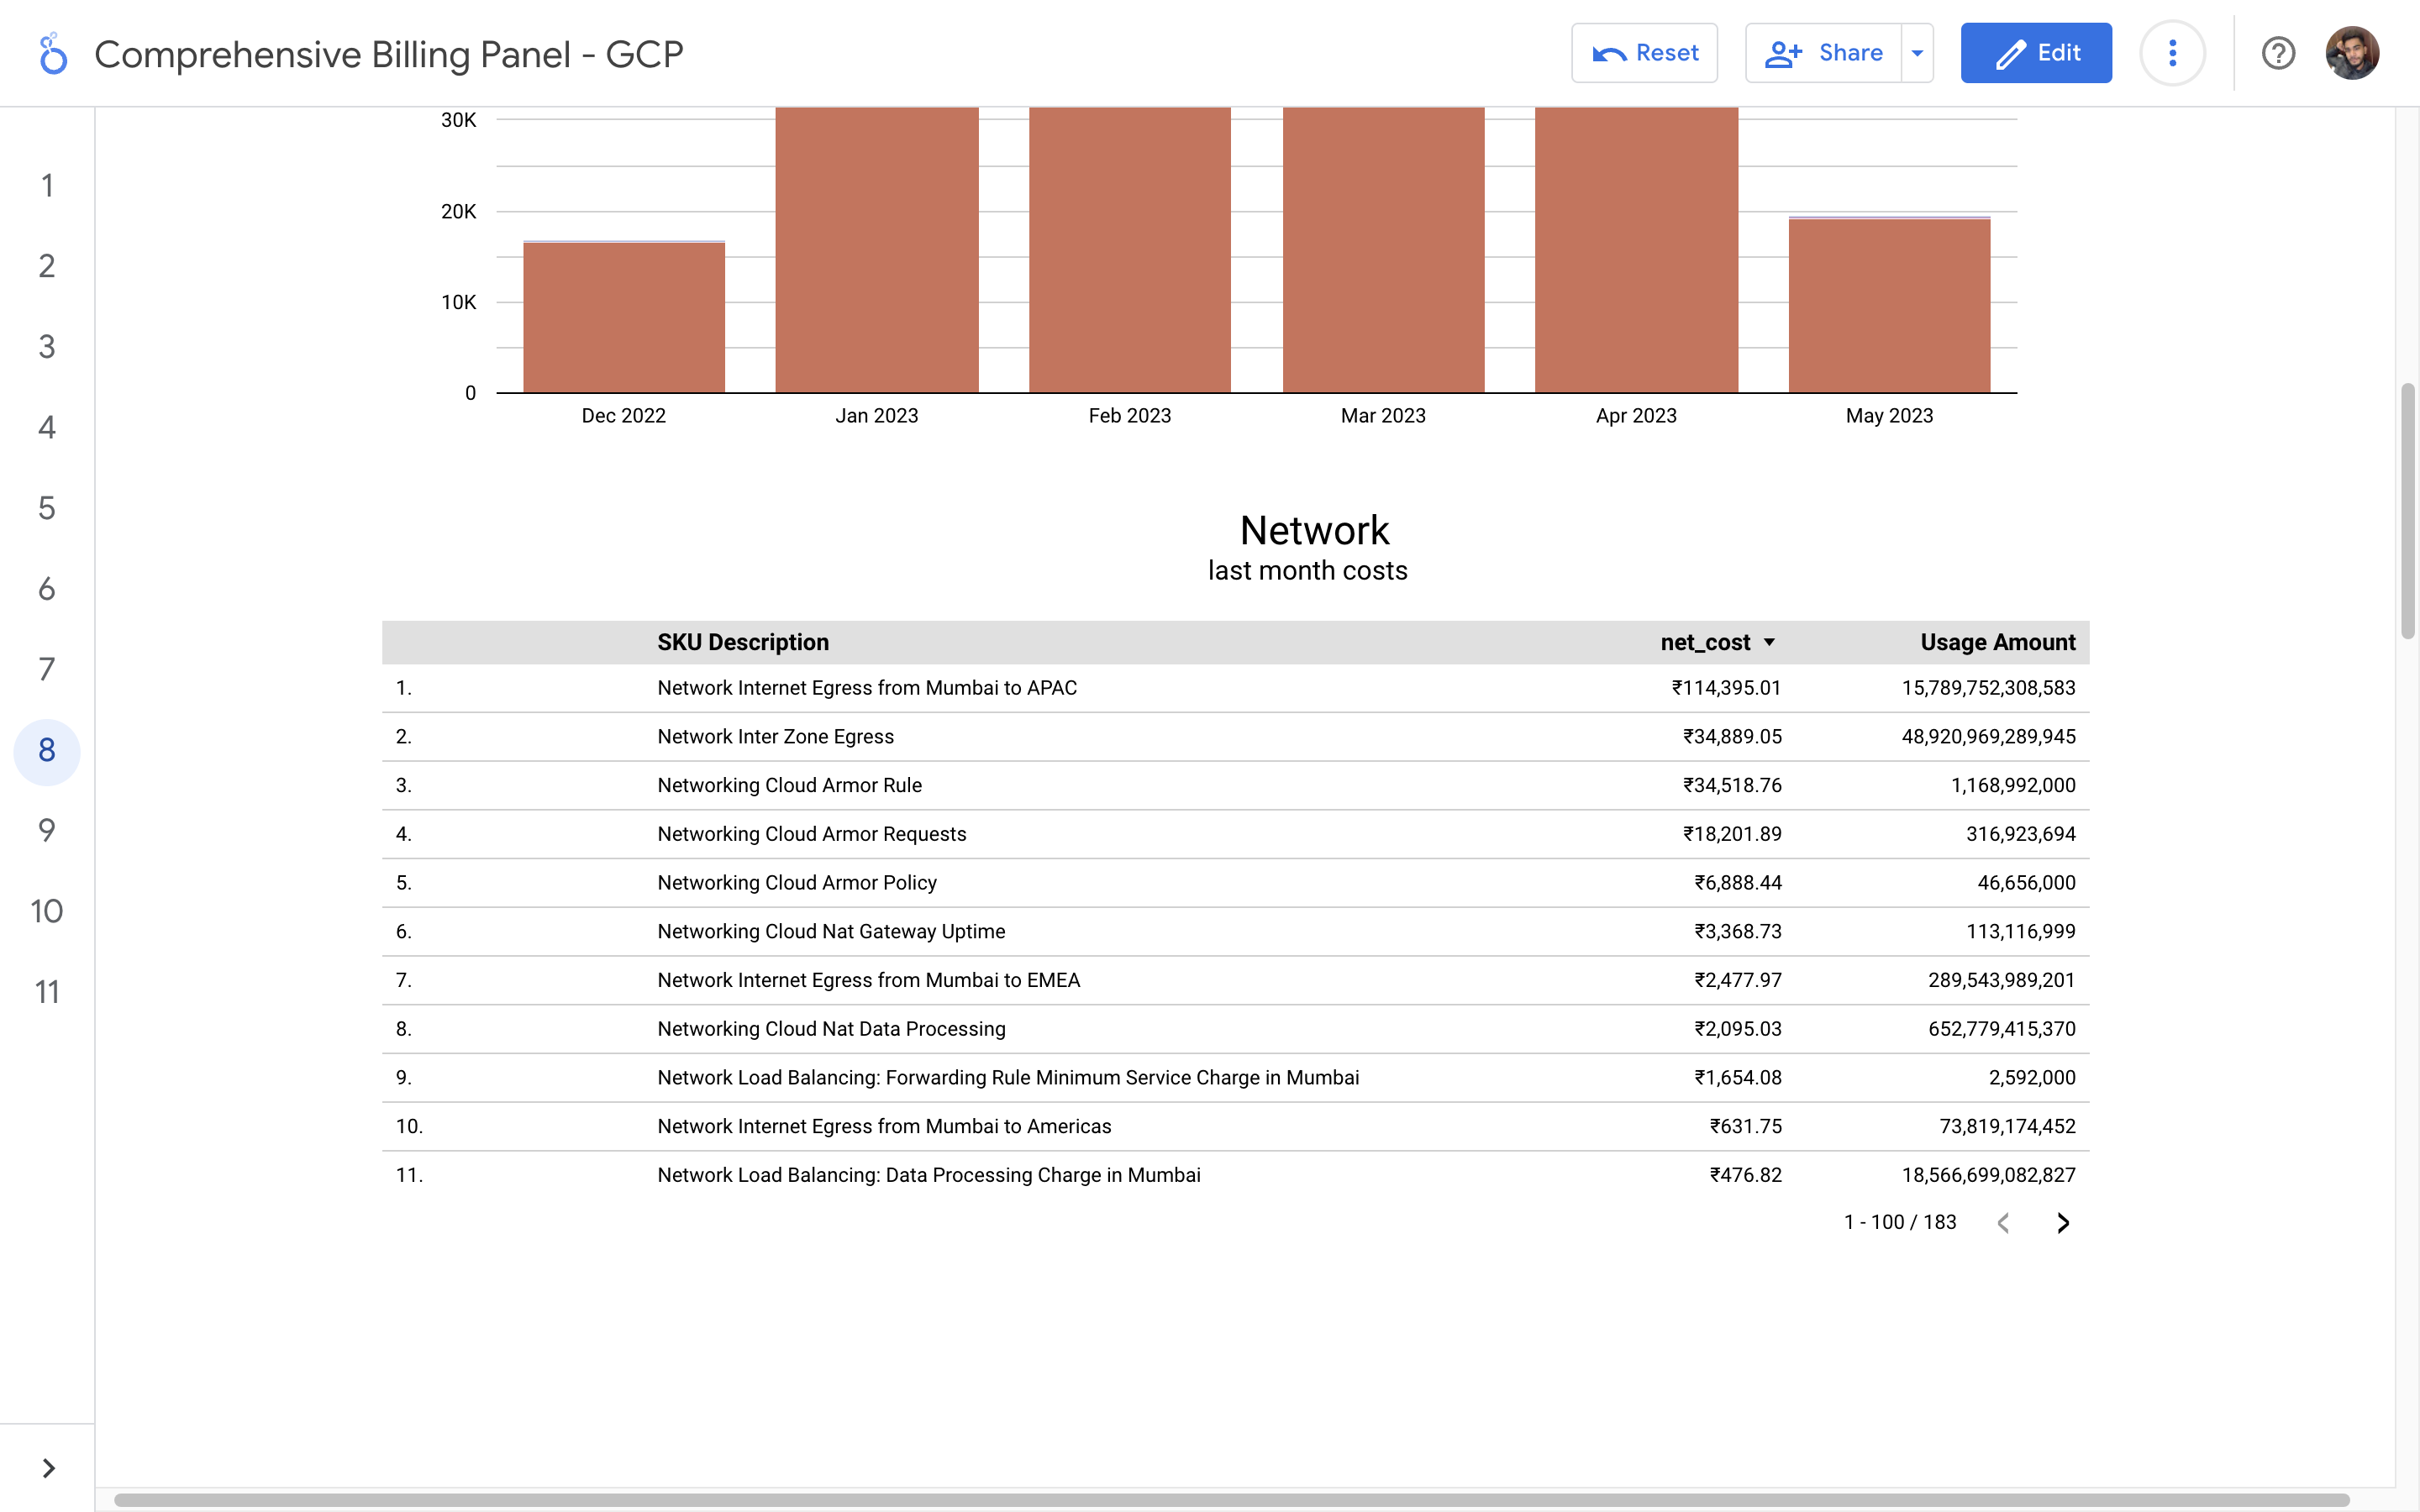 Comprehensive Billing Panel - GCP
Reset
Share
Edit
1
2
3
4
5
6
7
8
9
10
11
30K
20K
10K
0
Dec 2022 Jan 2023 Feb 2023 Mar 2023 Apr 2023 May 2023
Network
last month costs
SKU Description net_cost Usage Amount
1. Network Internet Egress from Mumbai to APAC ₹114,395.01 15,789,752,308,583
2. Network Inter Zone Egress ₹34,889.05 48,920,969,289,945
3. Networking Cloud Armor Rule ₹34,518.76 1,168,992,000
4. Networking Cloud Armor Requests ₹18,201.89 316,923,694
5. Networking Cloud Armor Policy ₹6,888.44 46,656,000
6. Networking Cloud Nat Gateway Uptime ₹3,368.73 113,116,999
7. Network Internet Egress from Mumbai to EMEA ₹2,477.97 289,543,989,201
8. Networking Cloud Nat Data Processing ₹2,095.03 652,779,415,370
9. Network Load Balancing: Forwarding Rule Minimum Service Charge in Mumbai ₹1,654.08 2,592,000
10. Network Internet Egress from Mumbai to Americas ₹631.75 73,819,174,452
11. Network Load Balancing: Data Processing Charge in Mumbai ₹476.82 18,566,699,082,827
1 - 100 / 183